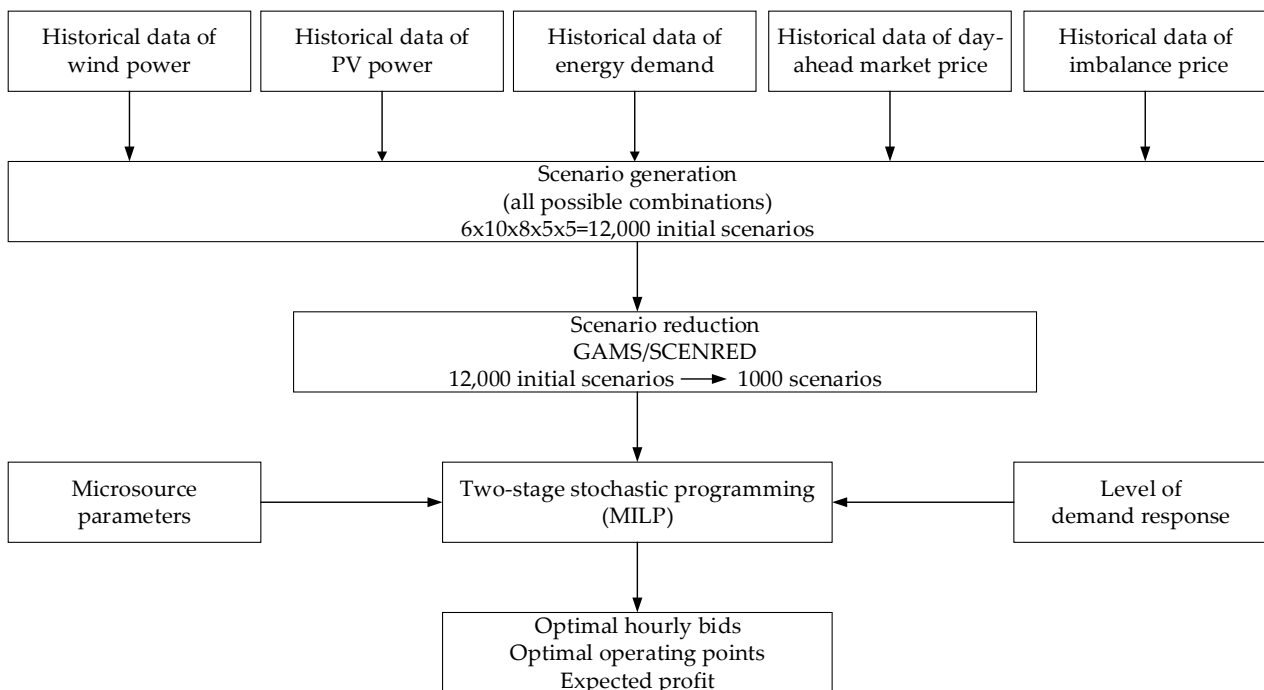 Historical data of
wind power
Historical data of
PV power
Historical data of
energy demand
Historical data of day-
ahead market price
Historical data of
imbalance price
Scenario generation
(all possible combinations)
6x10x8x5x5=12,000 initial scenarios
Scenario reduction
GAMS/SCENRED
12,000 initial scenarios → 1000 scenarios
Microsource
parameters
Two-stage stochastic programming
(MILP)
Level of
demand response
Optimal hourly bids
Optimal operating points
Expected profit